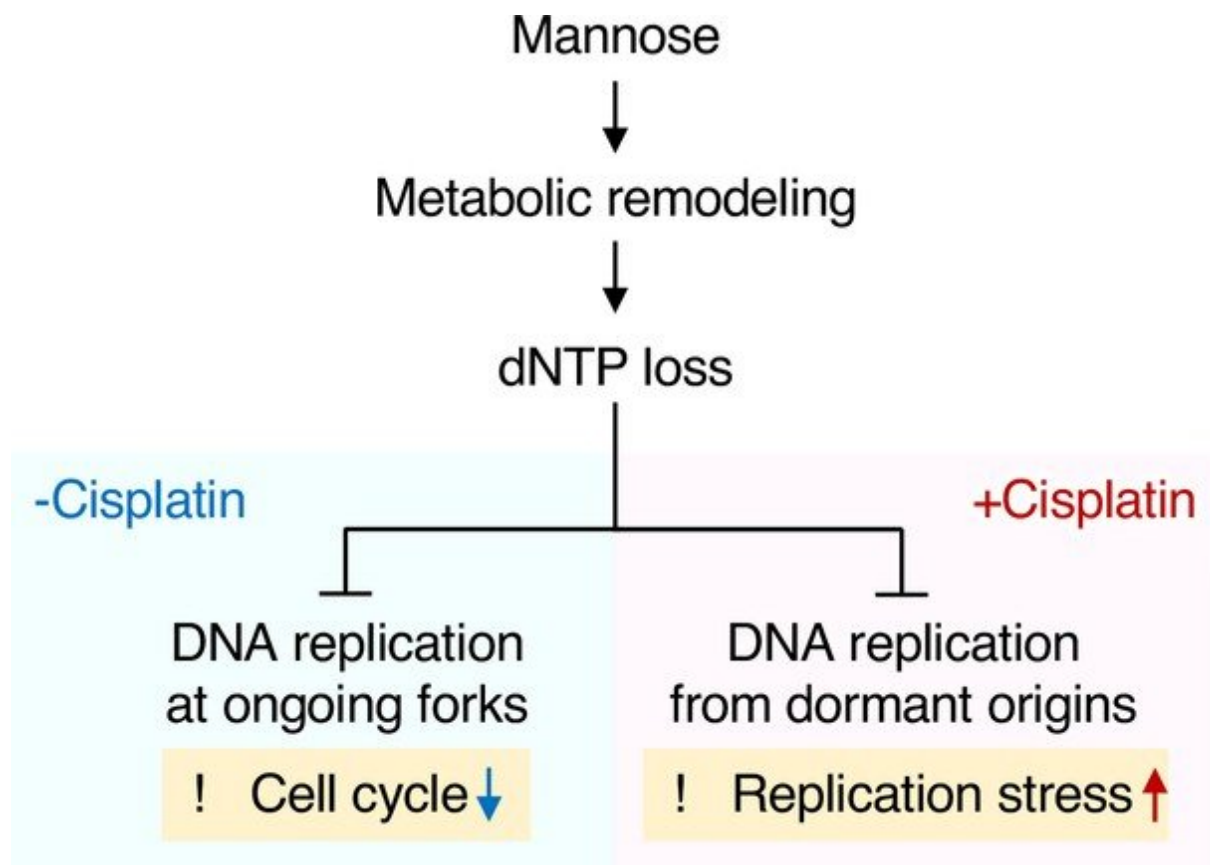 Mannose
Metabolic remodeling
dNTP loss
-Cisplatin
+Cisplatin
DNA replication
at ongoing forks
! Cell cycle
DNA replication
from dormant origins
! Replication stress